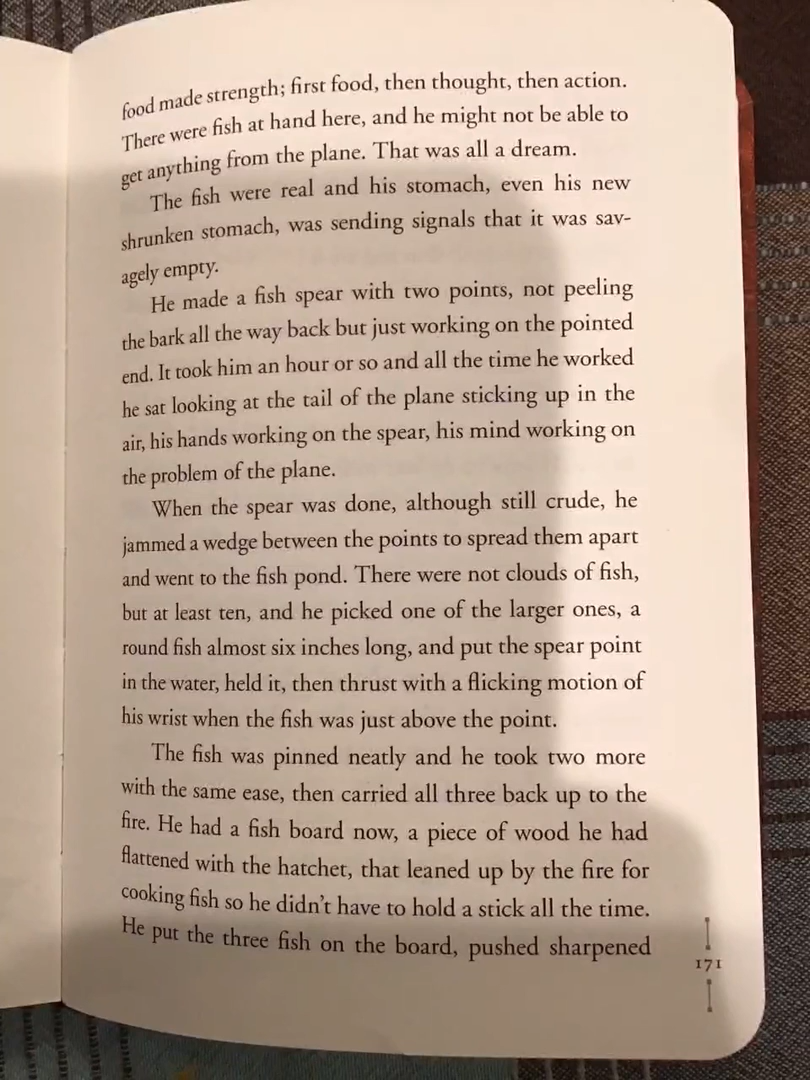 food made strength; first food, then thought, then action.
There were fish at hand here, and he might not be able to
get anything from the plane. That was all a dream.
The fish were real and his stomach, even his new
shrunken stomach, was sending signals that it was sav-
agely empty.
He made a fish spear with two points, not peeling
the bark all the way back but just working on the pointed
end. It took him an hour or so and all the time he worked
he sat looking at the tail of the plane sticking up in the
air, his hands working on the spear, his mind working on
the problem of the plane.
When the spear was done, although still crude, he
jammed a wedge between the points to spread them apart
and went to the fish pond. There were not clouds of fish,
but at least ten, and he picked one of the larger ones, a
round fish almost six inches long, and put the spear point
in the water, held it, then thrust with a flicking motion of
his wrist when the fish was just above the point.
The fish was pinned neatly and he took two more
with the same ease, then carried all three back up to the
fire. He had a fish board now, a piece of wood he had
flattened with the hatchet, that leaned up by the fire for
cooking fish so he didn't have to hold a stick all the time.
He put the three fish on the board, pushed sharpened
171